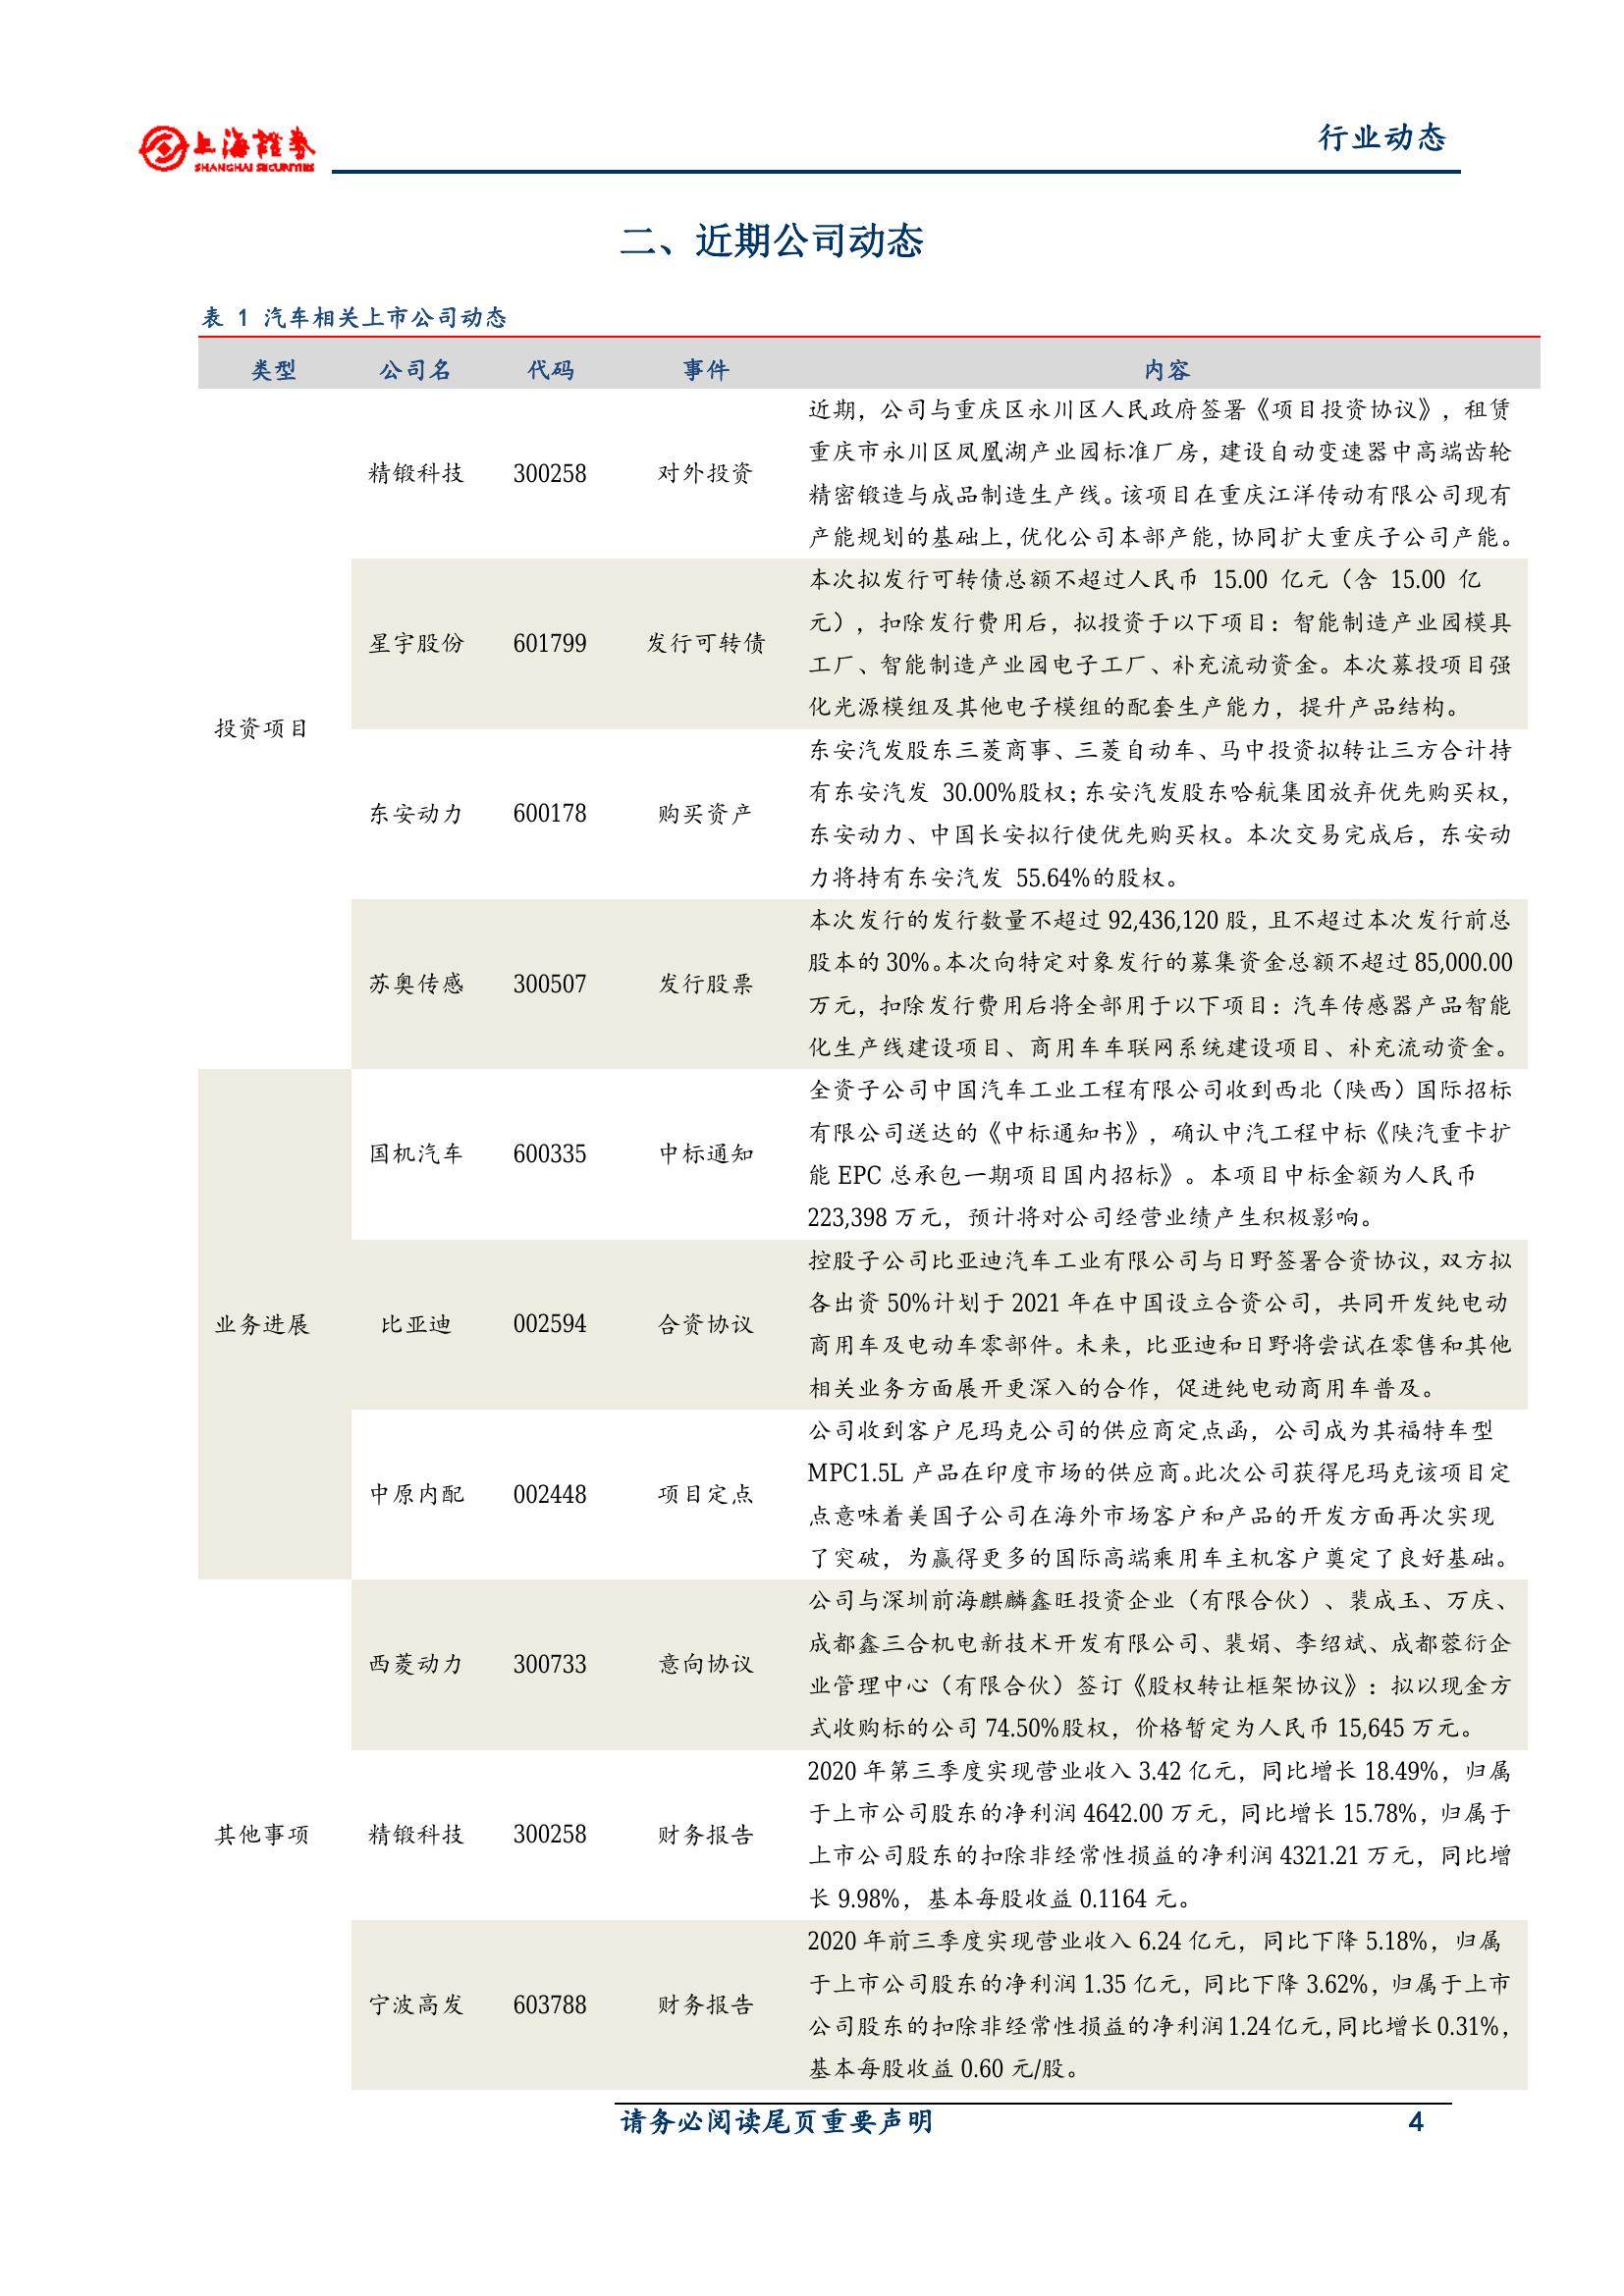 上海證券
SHANGHAI SECURITIES
行业动态
二、近期公司动态
表 1 汽车相关上市公司动态
类型 公司名 代码 事件 内容
投资项目
精锻科技 300258 对外投资
近期，公司与重庆区永川区人民政府签署《项目投资协议》，租赁
重庆市永川区凤凰湖产业园标准厂房，建设自动变速器中高端齿轮
精密锻造与成品制造生产线。该项目在重庆江洋传动有限公司现有
产能规划的基础上，优化公司本部产能，协同扩大重庆子公司产能。
星宇股份 601799 发行可转债
本次拟发行可转债总额不超过人民币 15.00 亿元（含 15.00 亿
元），扣除发行费用后，拟投资于以下项目：智能制造产业园模具
工厂、智能制造产业园电子工厂、补充流动资金。本次募投项目强
化光源模组及其他电子模组的配套生产能力，提升产品结构。
东安动力 600178 购买资产
东安汽发股东三菱商事、三菱自动车、马中投资拟转让三方合计持
有东安汽发 30.00%股权；东安汽发股东哈航集团放弃优先购买权，
东安动力、中国长安拟行使优先购买权。本次交易完成后，东安动
力将持有东安汽发 55.64%的股权。
苏奥传感 300507 发行股票
本次发行的发行数量不超过 92,436,120 股，且不超过本次发行前总
股本的 30%。本次向特定对象发行的募集资金总额不超过 85,000.00
万元，扣除发行费用后将全部用于以下项目：汽车传感器产品智能
化生产线建设项目、商用车车联网系统建设项目、补充流动资金。
业务进展
国机汽车 600335 中标通知
全资子公司中国汽车工业工程有限公司收到西北（陕西）国际招标
有限公司送达的《中标通知书》，确认中汽工程中标《陕汽重卡扩
能 EPC 总承包一期项目国内招标》。本项目中标金额为人民币
223,398 万元，预计将对公司经营业绩产生积极影响。
比亚迪 002594 合资协议
控股子公司比亚迪汽车工业有限公司与日野签署合资协议，双方拟
各出资 50%计划于 2021 年在中国设立合资公司，共同开发纯电动
商用车及电动车零部件。未来，比亚迪和日野将尝试在零售和其他
相关业务方面展开更深入的合作，促进纯电动商用车普及。
中原内配 002448 项目定点
公司收到客户尼玛克公司的供应商定点函，公司成为其福特车型
MPC1.5L 产品在印度市场的供应商。此次公司获得尼玛克该项目定
点意味着美国子公司在海外市场客户和产品的开发方面再次实现
了突破，为赢得更多的国际高端乘用车主机客户奠定了良好基础。
其他事项
西菱动力 300733 意向协议
公司与深圳前海麒麟鑫旺投资企业（有限合伙）、裴成玉、万庆、
成都鑫三合机电新技术开发有限公司、裴娟、李绍斌、成都蓉衍企
业管理中心（有限合伙）签订《股权转让框架协议》：拟以现金方
式收购标的公司 74.50%股权，价格暂定为人民币 15,645 万元。
精锻科技 300258 财务报告
2020 年第三季度实现营业收入 3.42 亿元，同比增长 18.49%，归属
于上市公司股东的净利润 4642.00 万元，同比增长 15.78%，归属于
上市公司股东的扣除非经常性损益的净利润 4321.21 万元，同比增
长 9.98%，基本每股收益 0.1164 元。
宁波高发 603788 财务报告
2020 年前三季度实现营业收入 6.24 亿元，同比下降 5.18%，归属
于上市公司股东的净利润 1.35 亿元，同比下降 3.62%，归属于上市
公司股东的扣除非经常性损益的净利润 1.24 亿元，同比增长 0.31%，
基本每股收益 0.60 元/股。
请务必阅读尾页重要声明 4